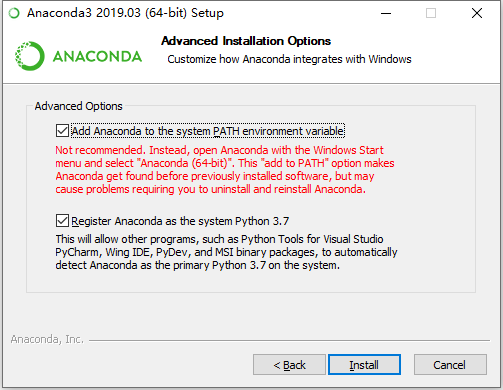 Anaconda3 2019.03 (64-bit) Setup
ANACONDA
Advanced Installation Options
Customize how Anaconda integrates with Windows
Advanced Options
Add Anaconda to the system PATH environment variable
Not recommended. Instead, open Anaconda with the Windows Start
menu and select "Anaconda (64-bit)". This "add to PATH" option makes
Anaconda get found before previously installed software, but may
cause problems requiring you to uninstall and reinstall Anaconda.
Register Anaconda as the system Python 3.7
This will allow other programs, such as Python Tools for Visual Studio
PyCharm, Wing IDE, PyDev, and MSI binary packages, to automatically
detect Anaconda as the primary Python 3.7 on the system.
Anaconda, Inc.
< Back
Install
Cancel